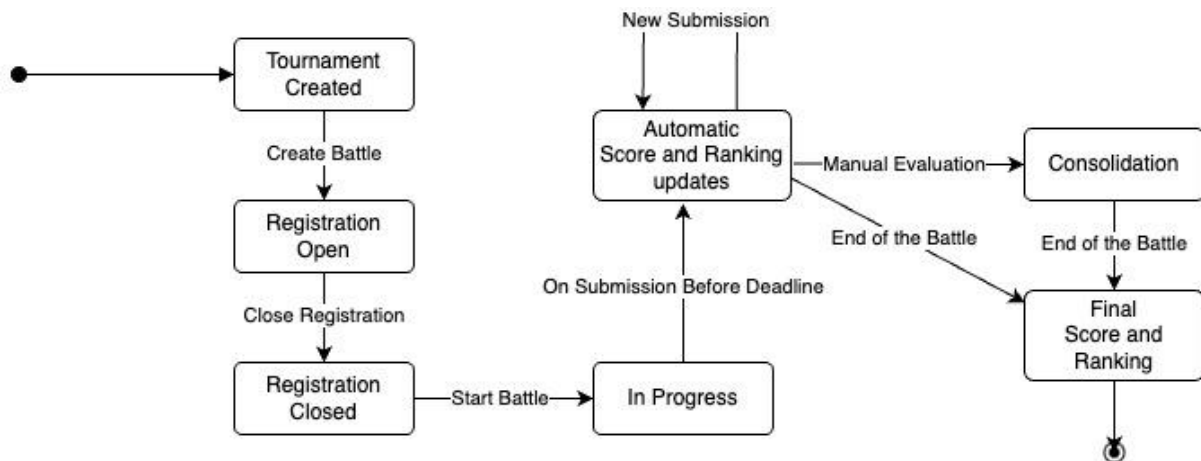 New Submission
Tournament
Created
Create Battle
Automatic
Score and Ranking
updates
Manual Evaluation
Consolidation
Registration
Open
End of the Battle
End of the Battle
On Submission Before Deadline
Close Registration
Final
Score and
Ranking
Registration
Closed
Start Battle
In Progress